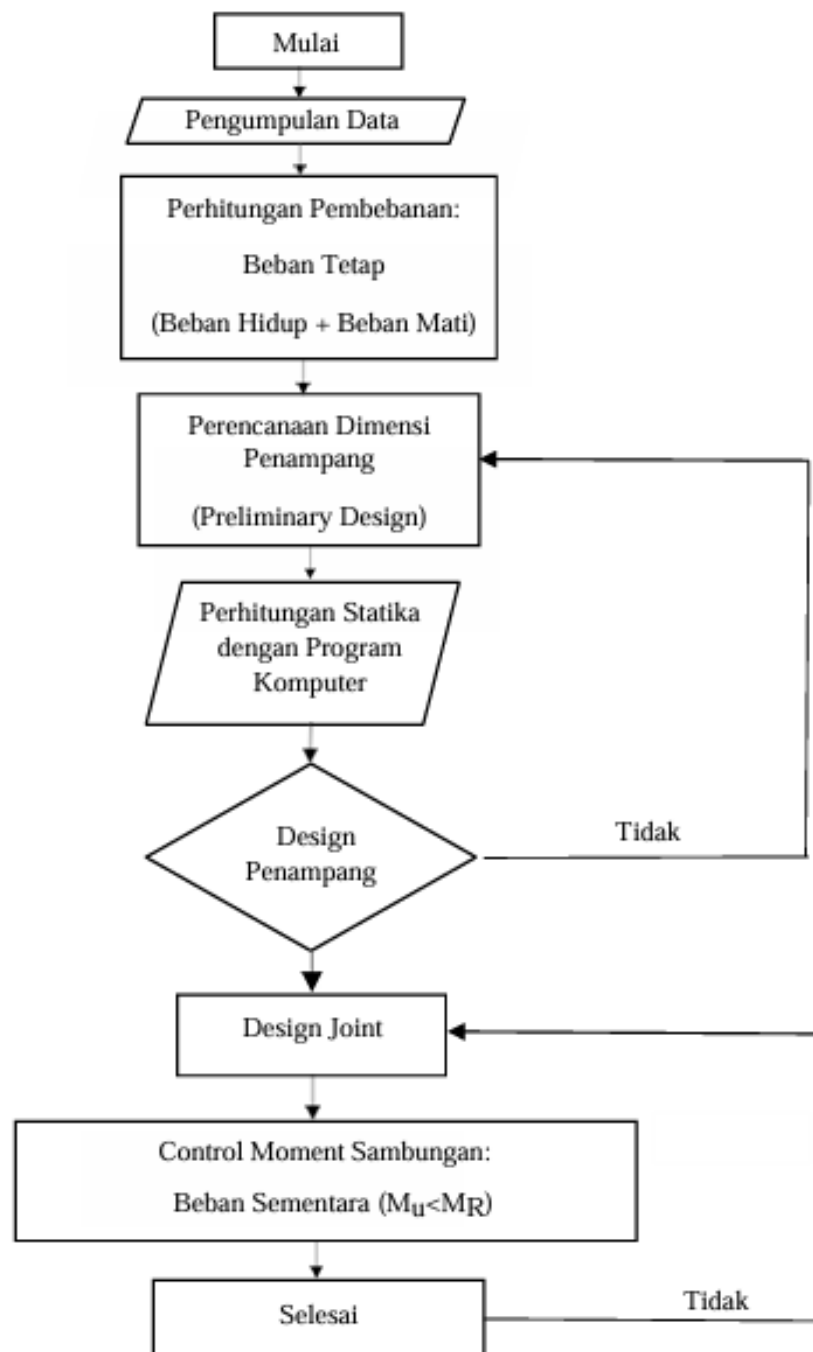 Mulai
Pengumpulan Data
Perhitungan Pembebanan:
Beban Tetap
(Beban Hidup + Beban Mati)
Perencanaan Dimensi
Penampang
(Preliminary Design)
Perhitungan Statika
dengan Program
Komputer
Design
Penampang
Tidak
Design Joint
Control Moment Sambungan:
Beban Sementara (Mu<MR)
Selesai
Tidak